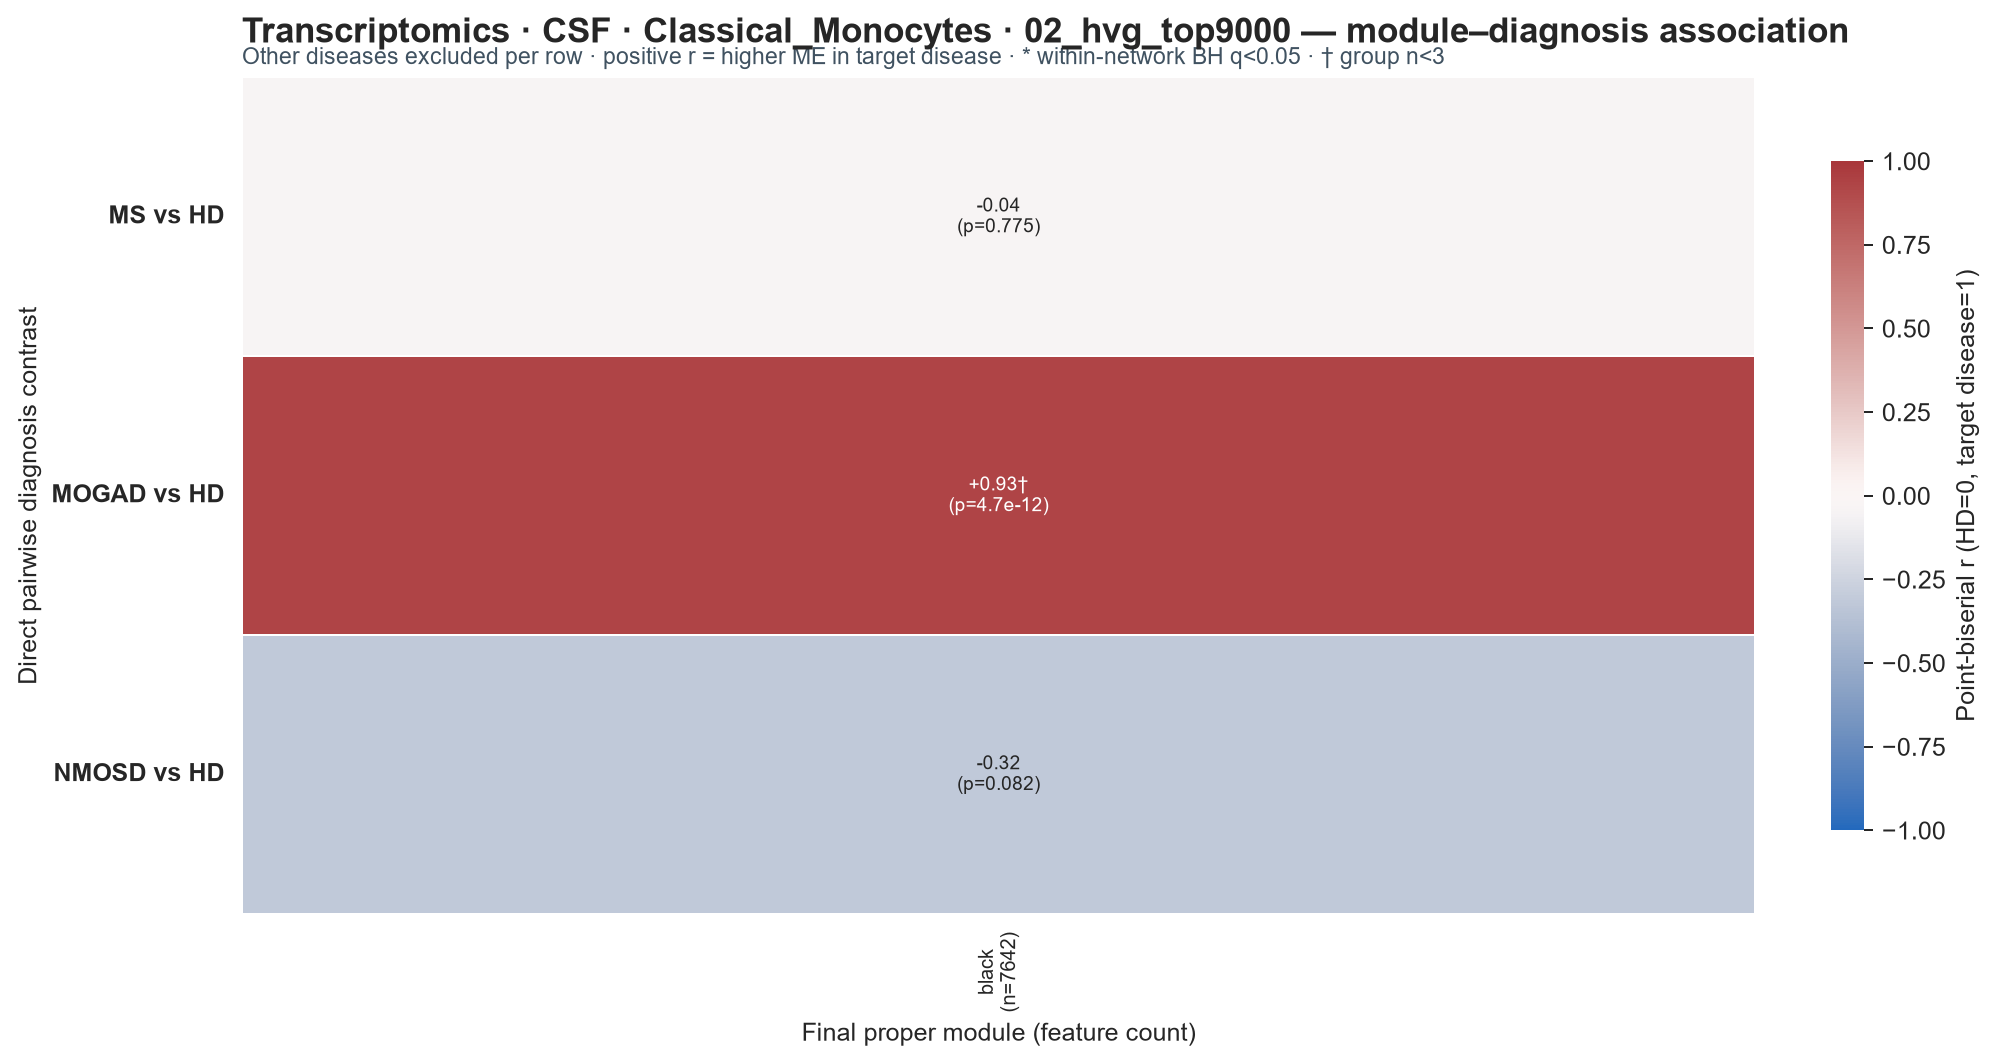 Transcriptomics · CSF · Classical_Monocytes · 02_hvg_top9000 — module–diagnosis association
Other diseases excluded per row · positive r = higher ME in target disease · * within-network BH q<0.05 · † group n<3
Direct pairwise diagnosis contrast
MS vs HD
-0.04
(p=0.775)
MOGAD vs HD
+0.93†
(p=4.7e-12)
NMOSD vs HD
-0.32
(p=0.082)
black
(n=7642)
Final proper module (feature count)
1.00
0.75
0.50
0.25
0.00
−0.25
−0.50
−0.75
−1.00
Point-biserial r (HD=0, target disease=1)